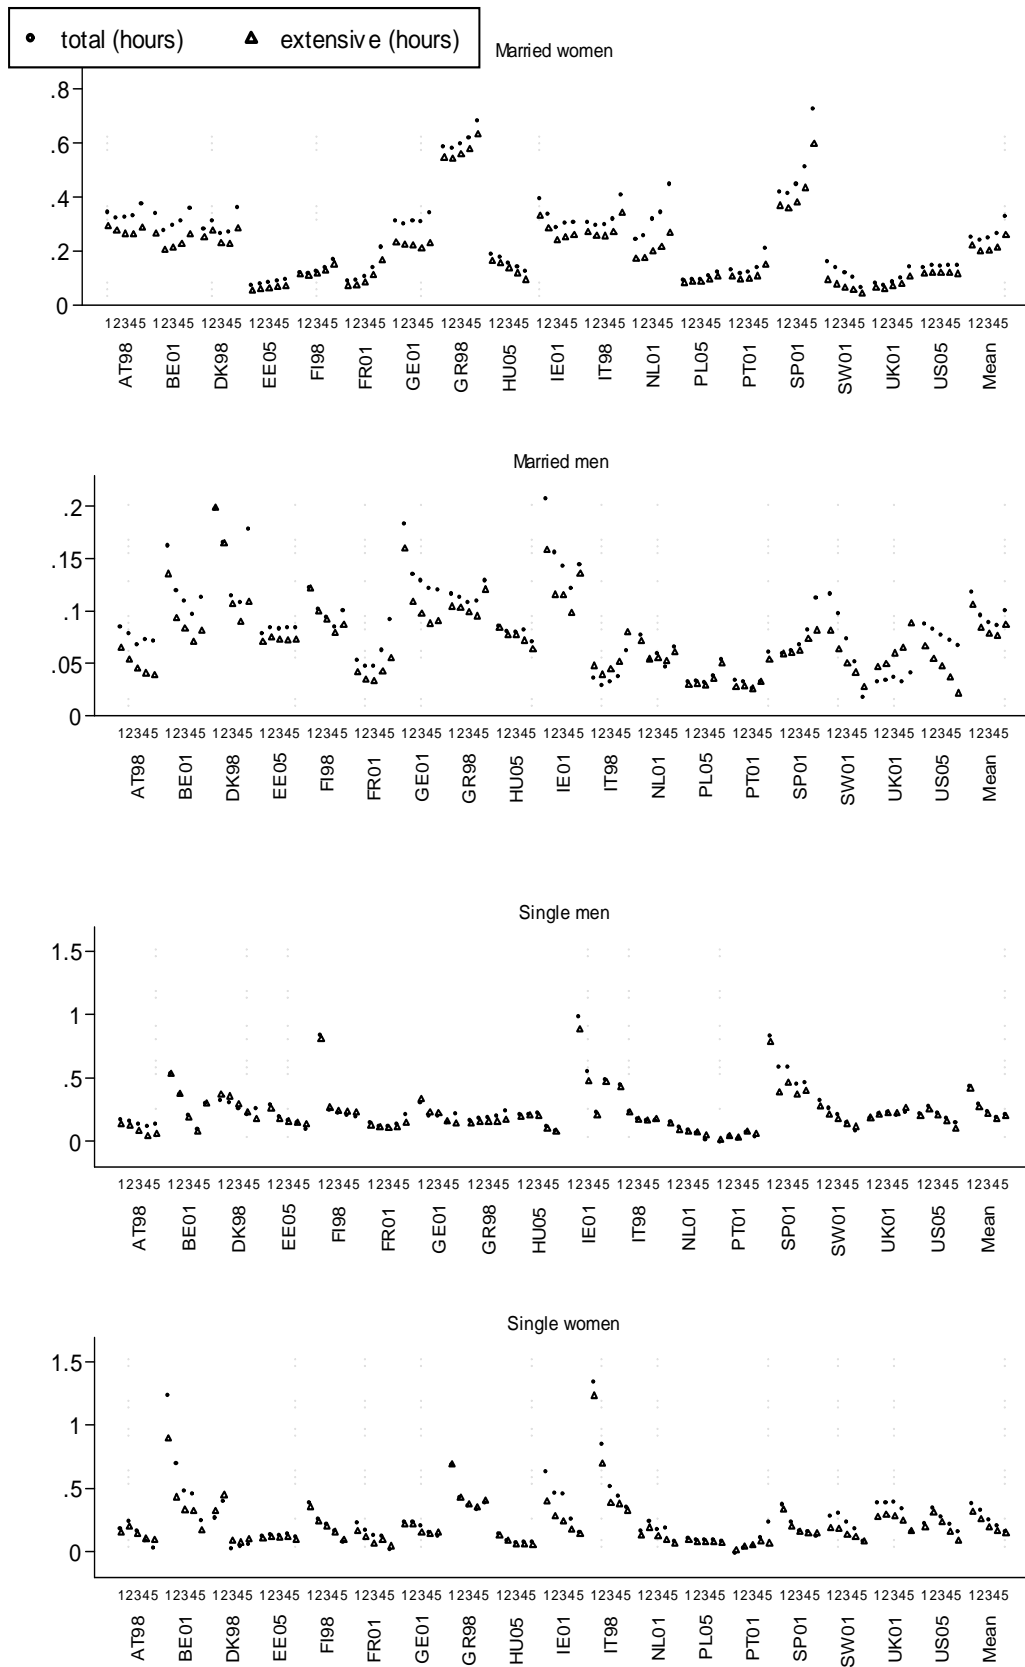 total (hours) extensive (hours)
Married women
.8
.6
.4
.2
0
12345 12345 12345 12345 12345 12345 12345 12345 12345 12345 12345 12345 12345 12345 12345 12345 12345 12345 12345
AT98 BE01 DK98 EE05 FI98 FR01 GE01 GR98 HU05 IE01 IT98 NL01 PL05 PT01 SP01 SW01 UK01 US05 Mean
Married men
.2
.15
.1
.05
0
12345 12345 12345 12345 12345 12345 12345 12345 12345 12345 12345 12345 12345 12345 12345 12345 12345 12345 12345
AT98 BE01 DK98 EE05 FI98 FR01 GE01 GR98 HU05 IE01 IT98 NL01 PL05 PT01 SP01 SW01 UK01 US05 Mean
Single men
1.5
1
.5
0
12345 12345 12345 12345 12345 12345 12345 12345 12345 12345 12345 12345 12345 12345 12345 12345 12345 12345
AT98 BE01 DK98 EE05 FI98 FR01 GE01 GR98 HU05 IE01 IT98 NL01 PT01 SP01 SW01 UK01 US05 Mean
Single women
1.5
1
.5
0
12345 12345 12345 12345 12345 12345 12345 12345 12345 12345 12345 12345 12345 12345 12345 12345 12345 12345 12345
AT98 BE01 DK98 EE05 FI98 FR01 GE01 GR98 HU05 IE01 IT98 NL01 PL05 PT01 SP01 SW01 UK01 US05 Mean